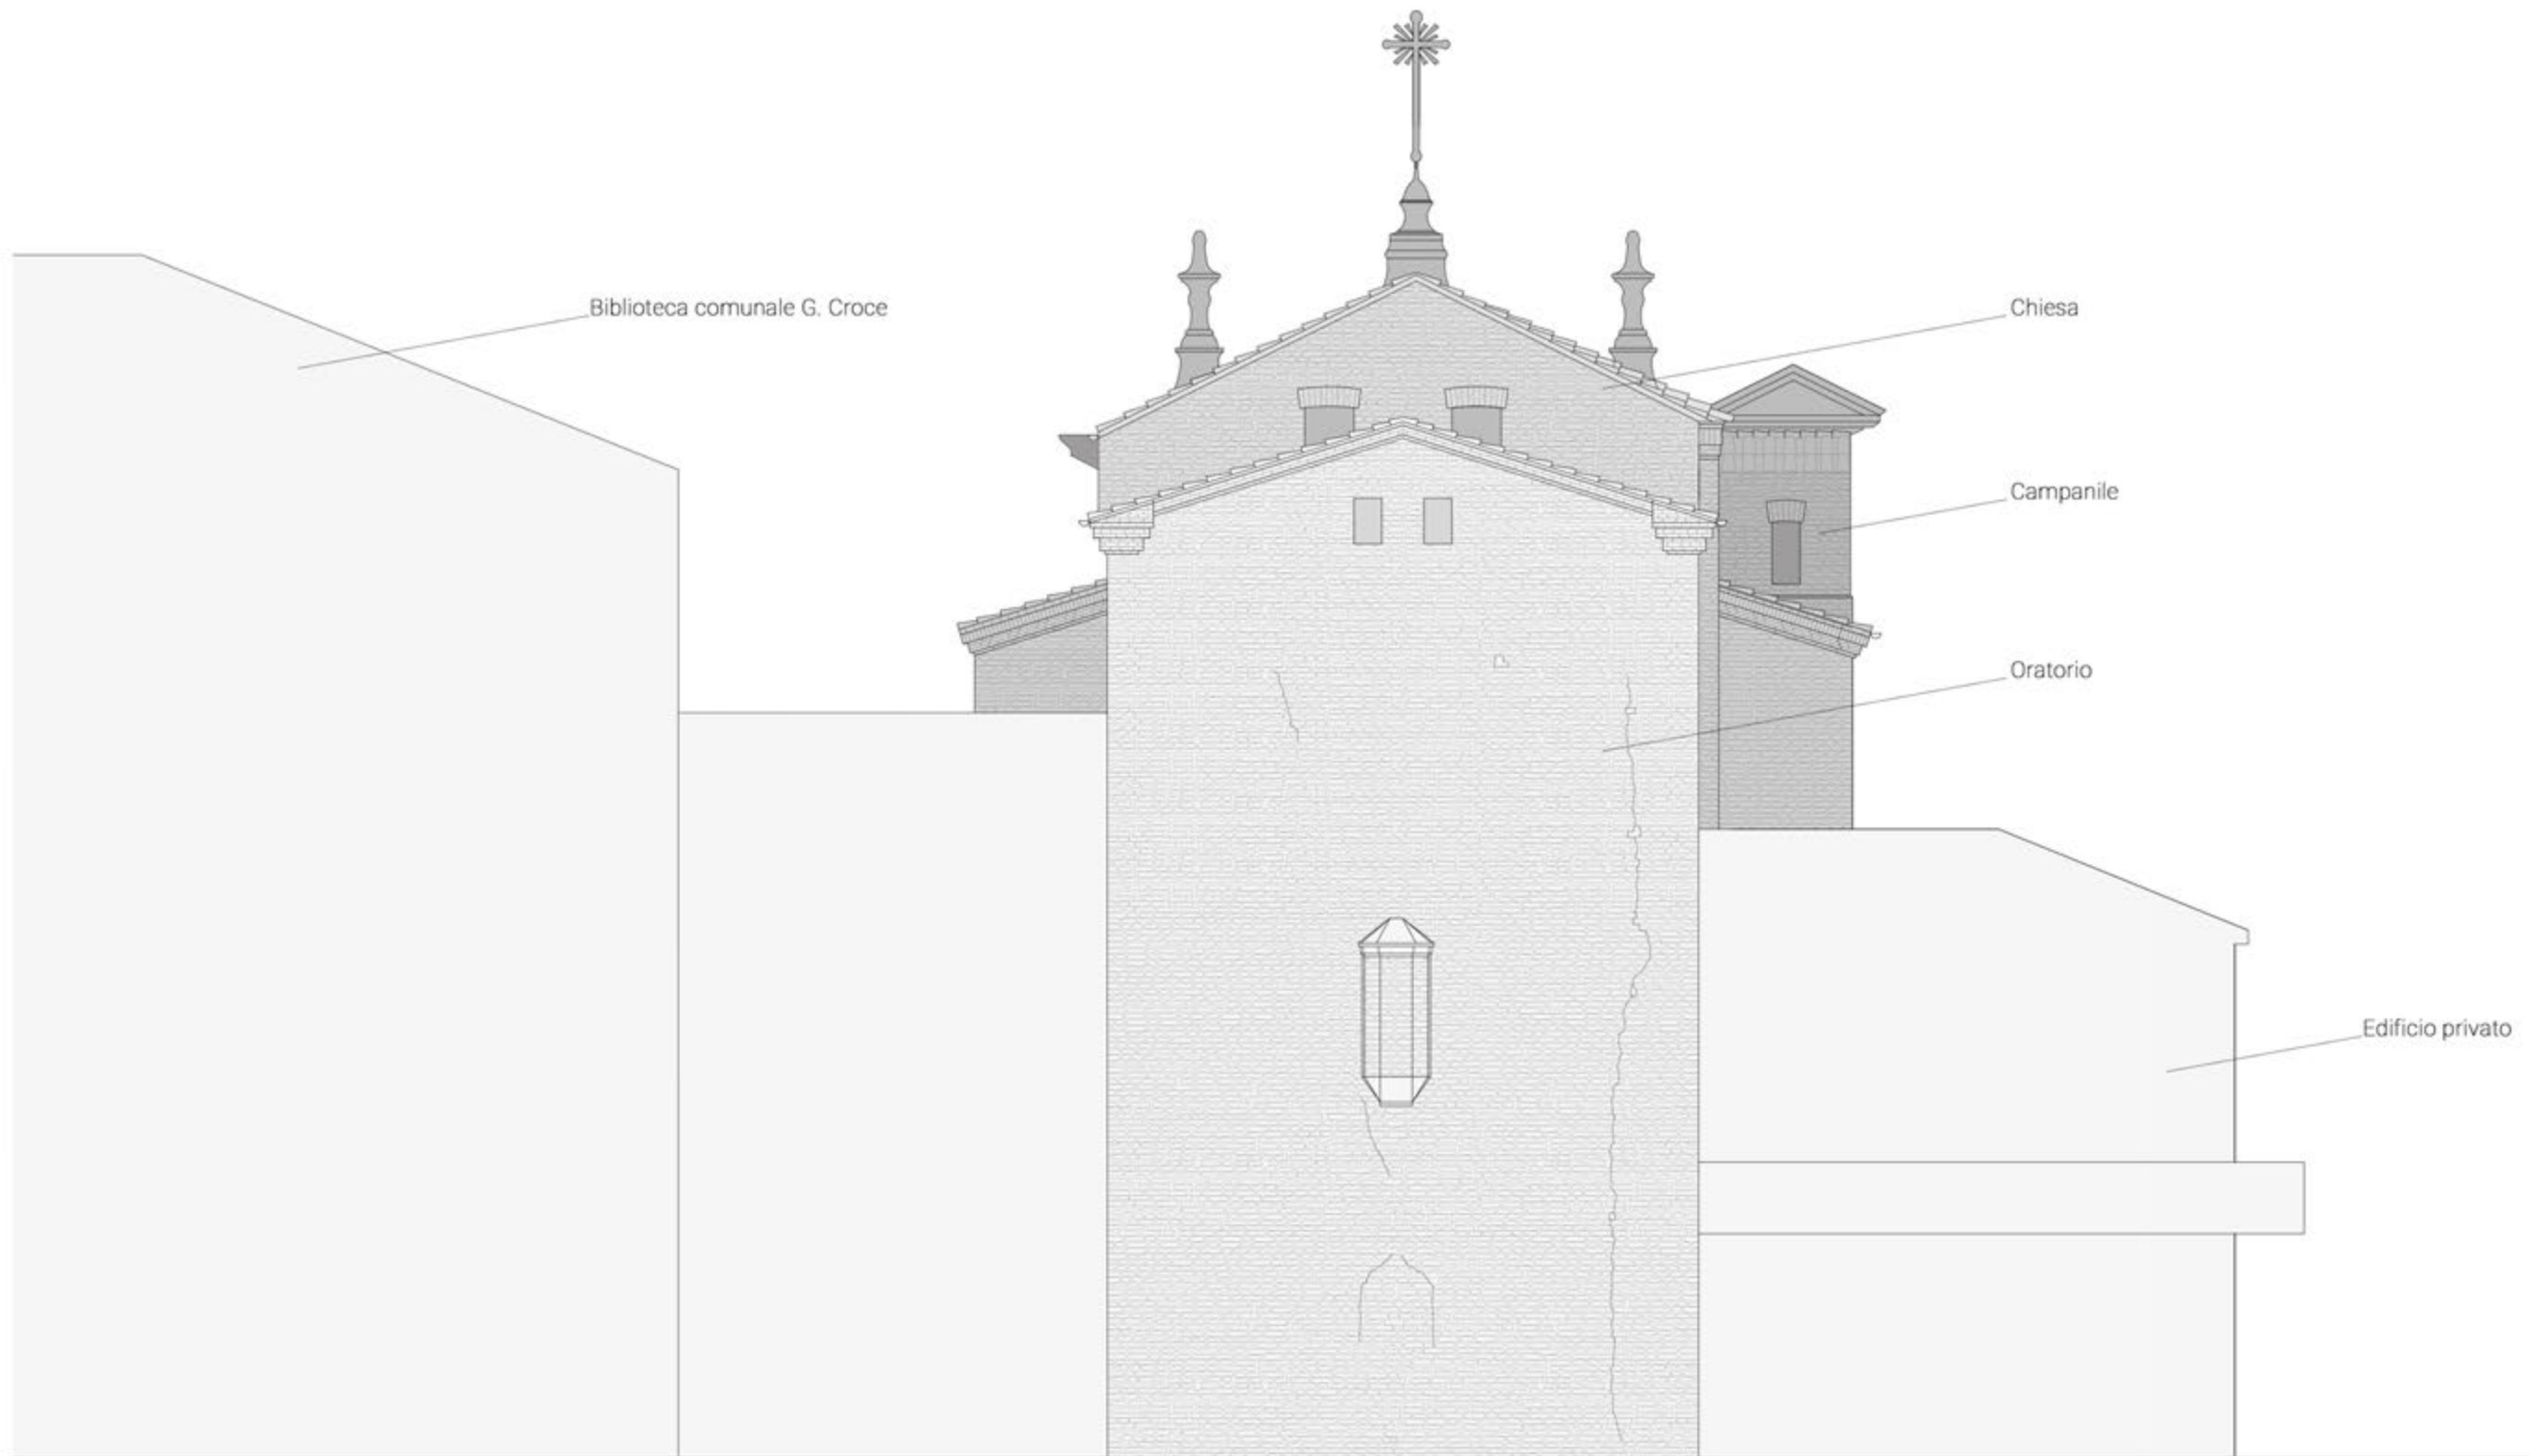 Biblioteca comunale G. Croce
Chiesa
Campanile
Oratorio
Edificio privato